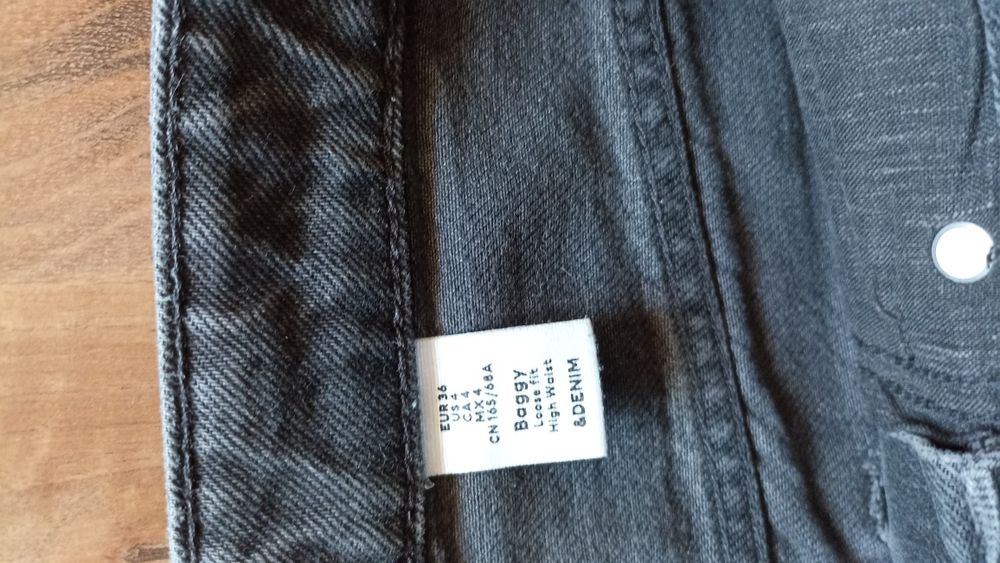 EUR 36
US 4
CA 4
MX 4
CN 165/68A
Baggy
Loose fit
High Waist
&DENIM